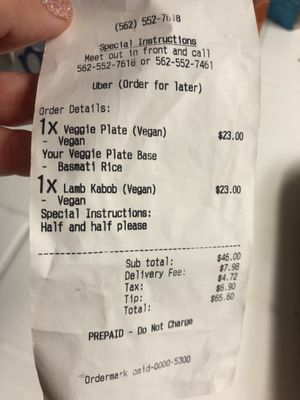 (562) 552-7618
Special Instructions
Meet out in front and call
562-552-7618 or 562-552-7461
Uber (Order for later)
Order Details:
1x Veggie Plate (Vegan) $23.00
- Vegan
Your Veggie Plate Base
- Basmati Rice
1x Lamb Kabob (Vegan) $23.00
- Vegan
Special Instructions:
Half and half please
Sub total: $46.00
Delivery Fee: $7.98
Tax: $4.72
Tip: $6.90
Total: $65.60
PREPAID - Do Not Charge
Ordermark omid-0000-5300